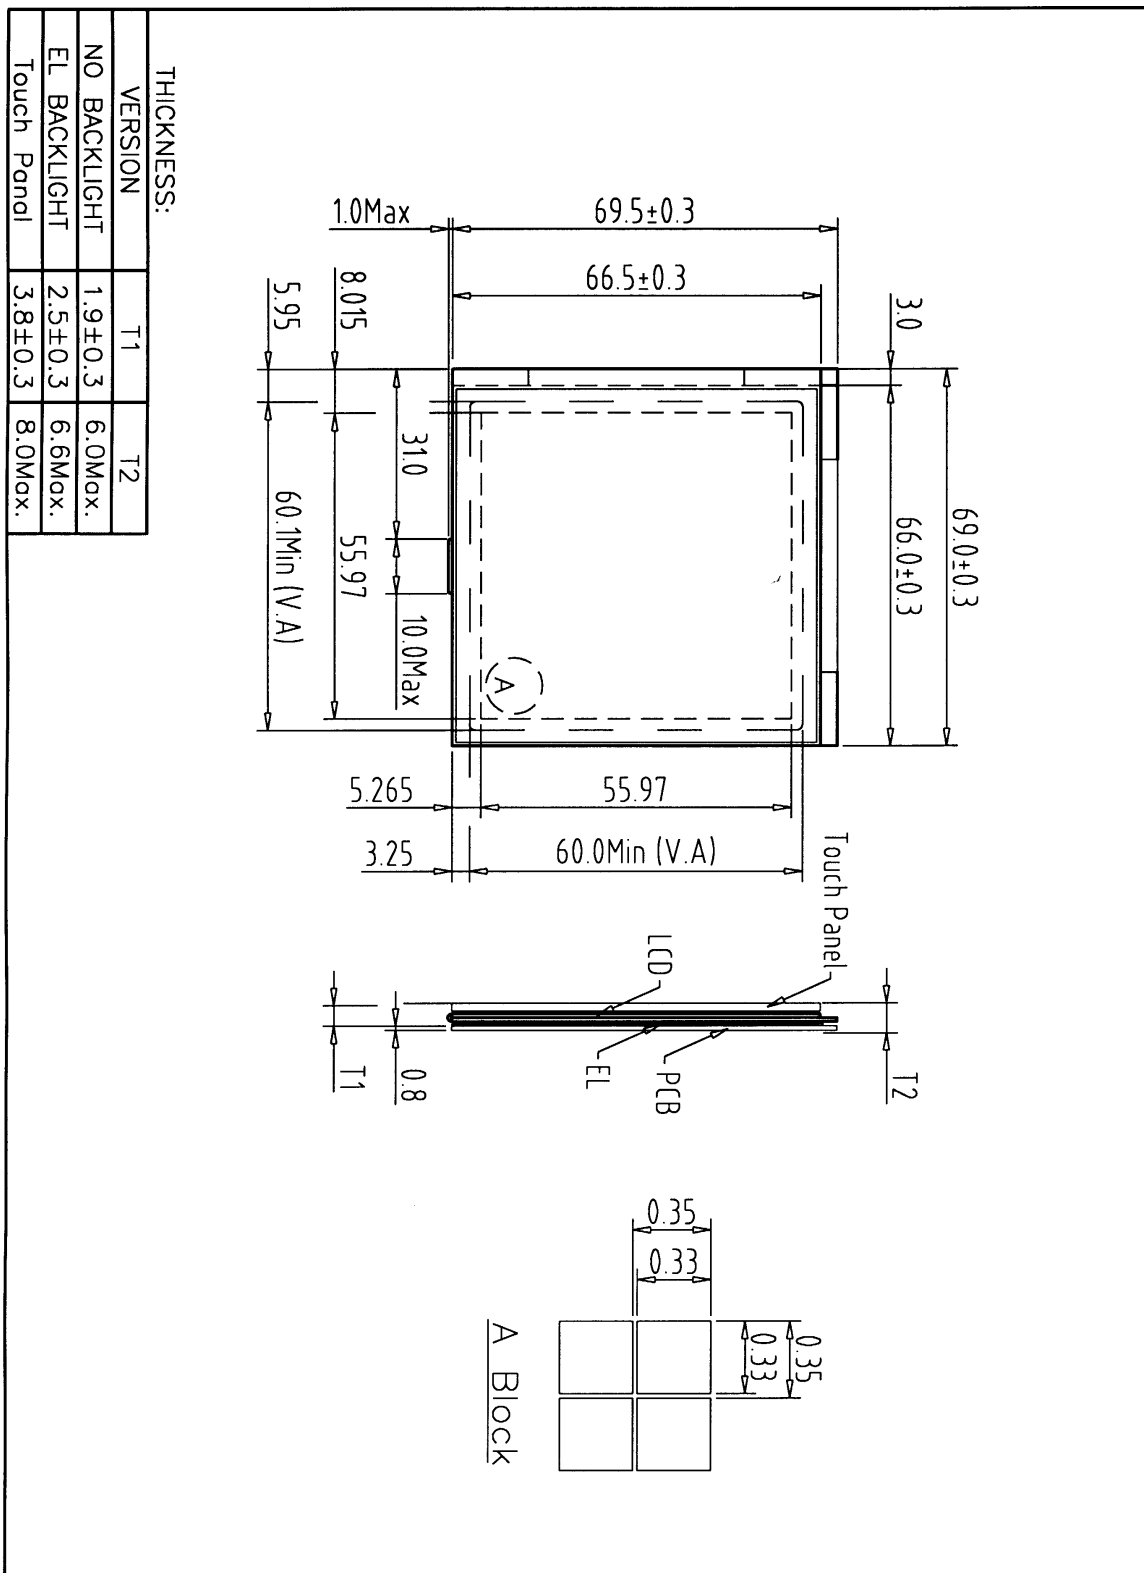 THICKNESS:
VERSION T1 T2
NO BACKLIGHT 1.9±0.3 6.0Max.
EL BACKLIGHT 2.5±0.3 6.6Max.
Touch Panal 3.8±0.3 8.0Max.
69.0±0.3
3.0
66.0±0.3
69.5±0.3
66.5±0.3
1.0Max
31.0
10.0Max
8.015
55.97
5.95
60.1Min (V.A)
A
55.97
5.265
60.0Min (V.A)
3.25
Touch Panel
LCD
EL
PCB
T2
0.8
T1
0.35
0.33
0.35
0.33
A Block